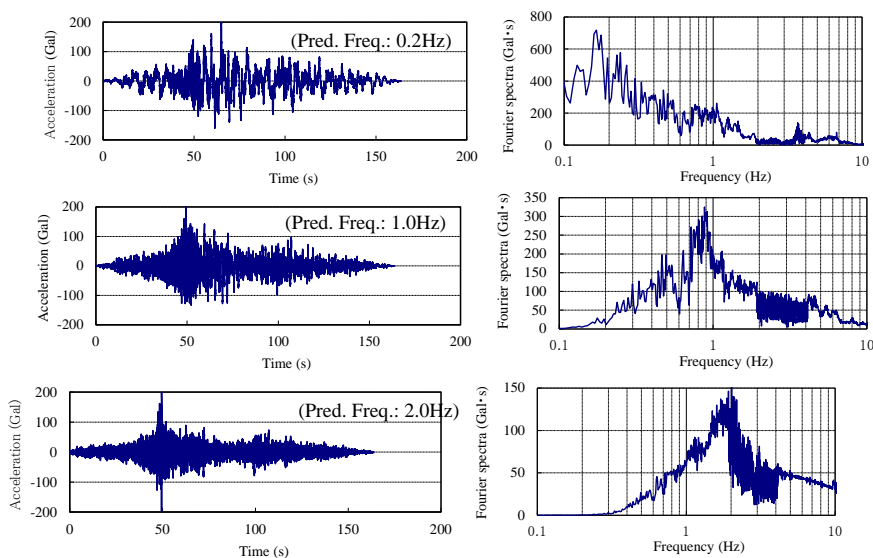 200
100
0
-100
-200
Acceleration (Gal)
(Pred. Freq.: 0.2Hz)
0 50 100 150 200
Time (s)
800
600
400
200
0
Fourier spectra (Gal・s)
0.1 1 10
Frequency (Hz)
200
100
0
-100
-200
Acceleration (Gal)
(Pred. Freq.: 1.0Hz)
0 50 100 150 200
Time (s)
350
300
250
200
150
100
50
0
Fourier spectra (Gal・s)
0.1 1 10
Frequency (Hz)
200
100
0
-100
-200
Acceleration (Gal)
(Pred. Freq.: 2.0Hz)
0 50 100 150 200
Time (s)
150
100
50
0
Fourier spectra (Gal・s)
0.1 1 10
Frequency (Hz)